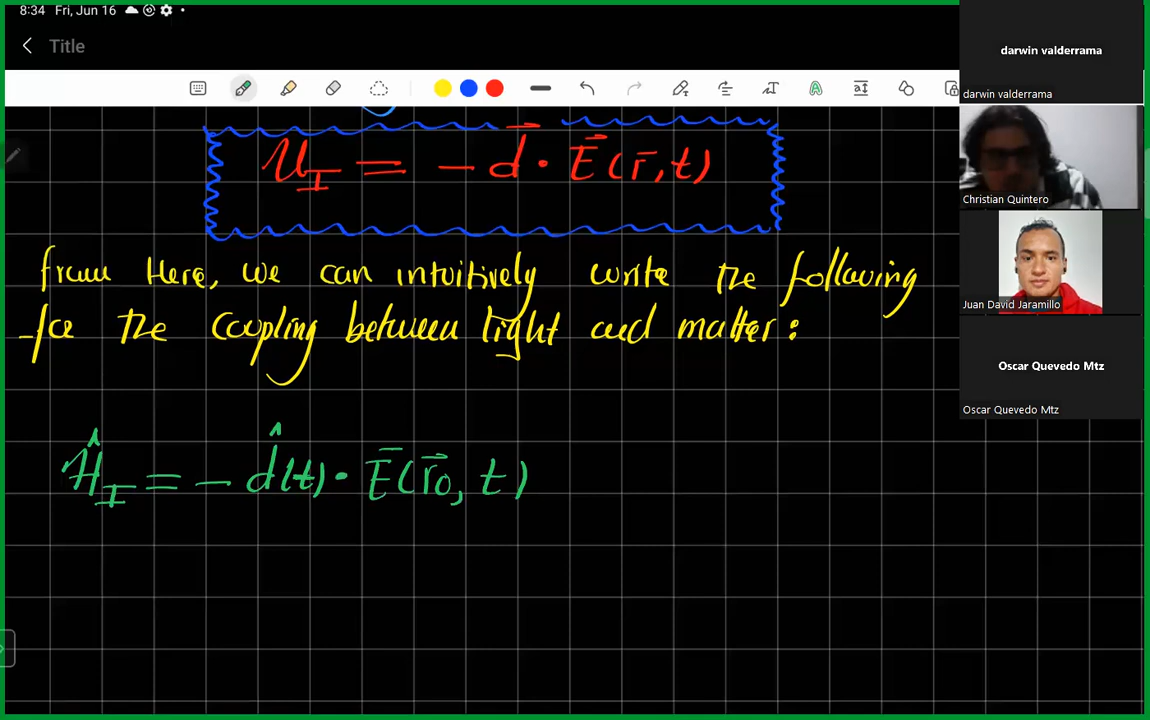 8:34 Fri, Jun 16
Title
darwin valderrama
darwin valderrama
Christian Quintero
Juan David Jaramillo
Oscar Quevedo Mtz
Oscar Quevedo Mtz
U_I = - d⃗ · E⃗(r̄,t)
from Here, we can intuitively write the following
for the coupling between light and matter:
Ĥ_I = - d̂(t) · E̅(r⃗0, t)